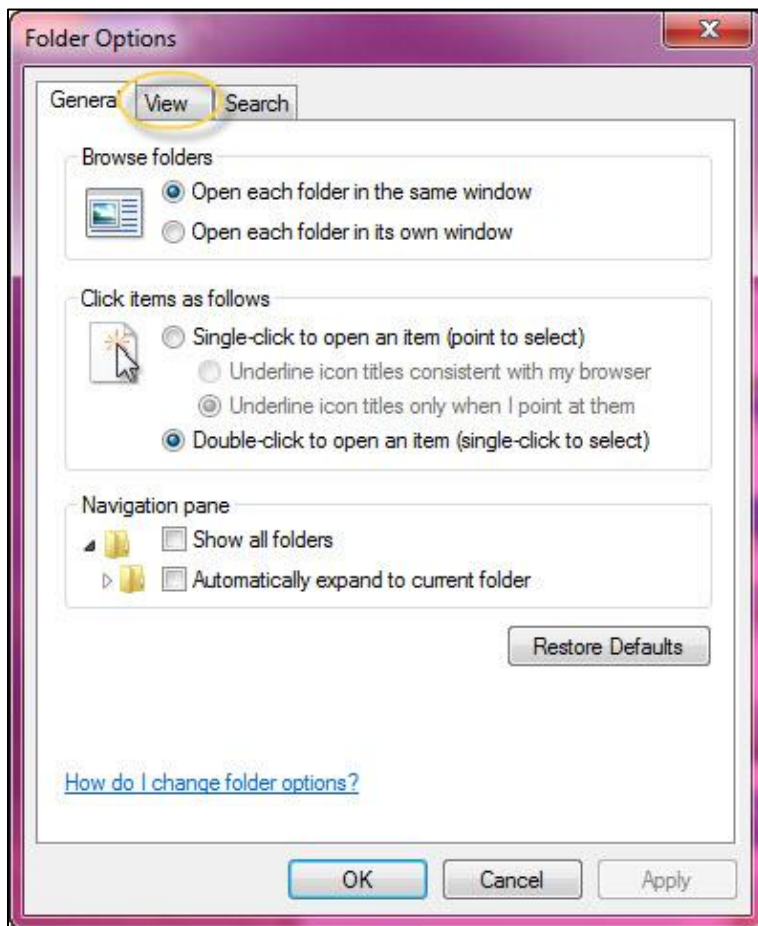 Folder Options
General View Search
Browse folders
Open each folder in the same window
Open each folder in its own window
Click items as follows
Single-click to open an item (point to select)
Underline icon titles consistent with my browser
Underline icon titles only when I point at them
Double-click to open an item (single-click to select)
Navigation pane
Show all folders
Automatically expand to current folder
Restore Defaults
How do I change folder options?
OK Cancel Apply